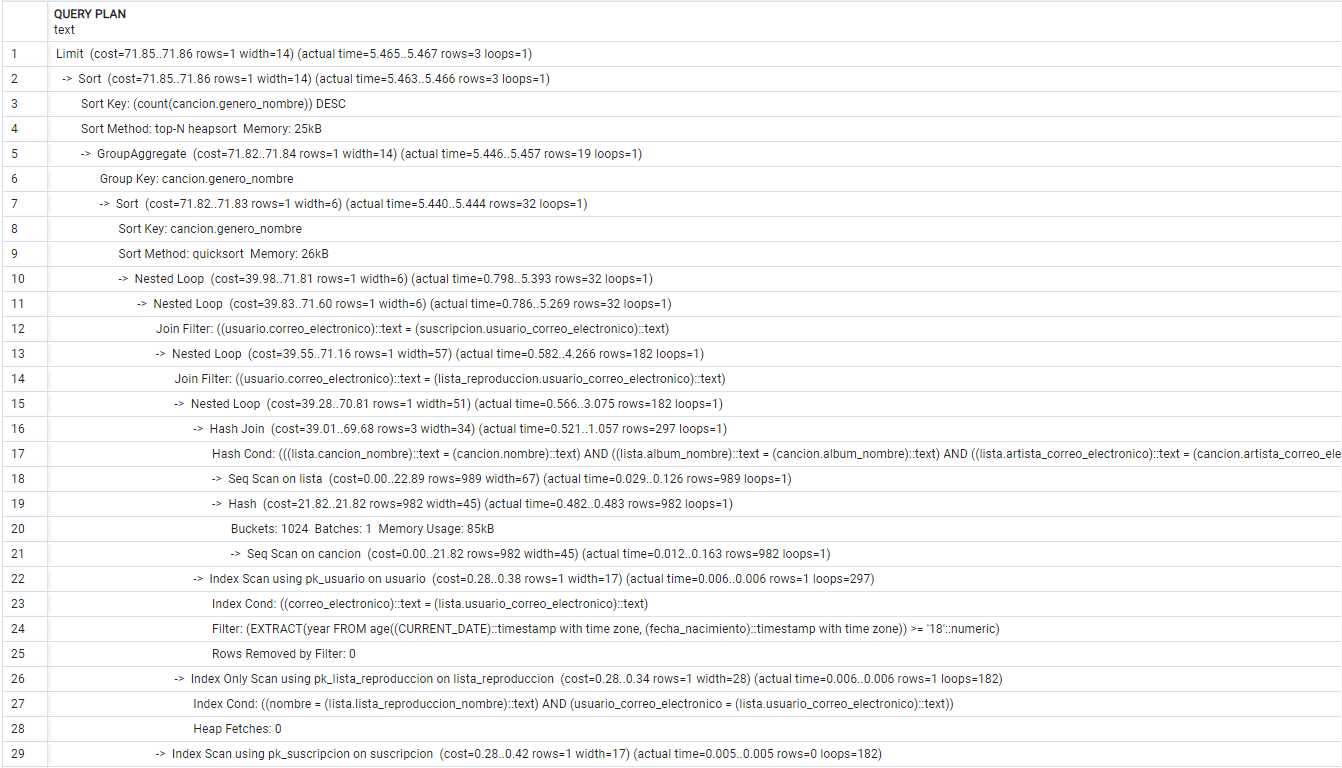 QUERY PLAN
text
1 Limit (cost=71.85..71.86 rows=1 width=14) (actual time=5.465..5.467 rows=3 loops=1)
2 -> Sort (cost=71.85..71.86 rows=1 width=14) (actual time=5.463..5.466 rows=3 loops=1)
3 Sort Key: (count(cancion.genero_nombre)) DESC
4 Sort Method: top-N heapsort Memory: 25kB
5 -> GroupAggregate (cost=71.82..71.84 rows=1 width=14) (actual time=5.446..5.457 rows=19 loops=1)
6 Group Key: cancion.genero_nombre
7 -> Sort (cost=71.82..71.83 rows=1 width=6) (actual time=5.440..5.444 rows=32 loops=1)
8 Sort Key: cancion.genero_nombre
9 Sort Method: quicksort Memory: 26kB
10 -> Nested Loop (cost=39.98..71.81 rows=1 width=6) (actual time=0.798..5.393 rows=32 loops=1)
11 -> Nested Loop (cost=39.83..71.60 rows=1 width=6) (actual time=0.786..5.269 rows=32 loops=1)
12 Join Filter: ((usuario.correo_electronico)::text = (suscripcion.usuario_correo_electronico)::text)
13 -> Nested Loop (cost=39.55..71.16 rows=1 width=57) (actual time=0.582..4.266 rows=182 loops=1)
14 Join Filter: ((usuario.correo_electronico)::text = (lista_reproduccion.usuario_correo_electronico)::text)
15 -> Nested Loop (cost=39.28..70.81 rows=1 width=51) (actual time=0.566..3.075 rows=182 loops=1)
16 -> Hash Join (cost=39.01..69.68 rows=3 width=34) (actual time=0.521..1.057 rows=297 loops=1)
17 Hash Cond: (((lista.cancion_nombre)::text = (cancion.nombre)::text) AND ((lista.album_nombre)::text = (cancion.album_nombre)::text) AND ((lista.artista_correo_electronico)::text = (cancion.artista_correo_ele
18 -> Seq Scan on lista (cost=0.00..22.89 rows=989 width=67) (actual time=0.029..0.126 rows=989 loops=1)
19 -> Hash (cost=21.82..21.82 rows=982 width=45) (actual time=0.482..0.483 rows=982 loops=1)
20 Buckets: 1024 Batches: 1 Memory Usage: 85kB
21 -> Seq Scan on cancion (cost=0.00..21.82 rows=982 width=45) (actual time=0.012..0.163 rows=982 loops=1)
22 -> Index Scan using pk_usuario on usuario (cost=0.28..0.38 rows=1 width=17) (actual time=0.006..0.006 rows=1 loops=297)
23 Index Cond: ((correo_electronico)::text = (lista.usuario_correo_electronico)::text)
24 Filter: (EXTRACT(year FROM age((CURRENT_DATE)::timestamp with time zone, (fecha_nacimiento)::timestamp with time zone)) >= '18'::numeric)
25 Rows Removed by Filter: 0
26 -> Index Only Scan using pk_lista_reproduccion on lista_reproduccion (cost=0.28..0.34 rows=1 width=28) (actual time=0.006..0.006 rows=1 loops=182)
27 Index Cond: ((nombre = (lista.lista_reproduccion_nombre)::text) AND (usuario_correo_electronico = (lista.usuario_correo_electronico)::text))
28 Heap Fetches: 0
29 -> Index Scan using pk_suscripcion on suscripcion (cost=0.28..0.42 rows=1 width=17) (actual time=0.005..0.005 rows=0 loops=182)